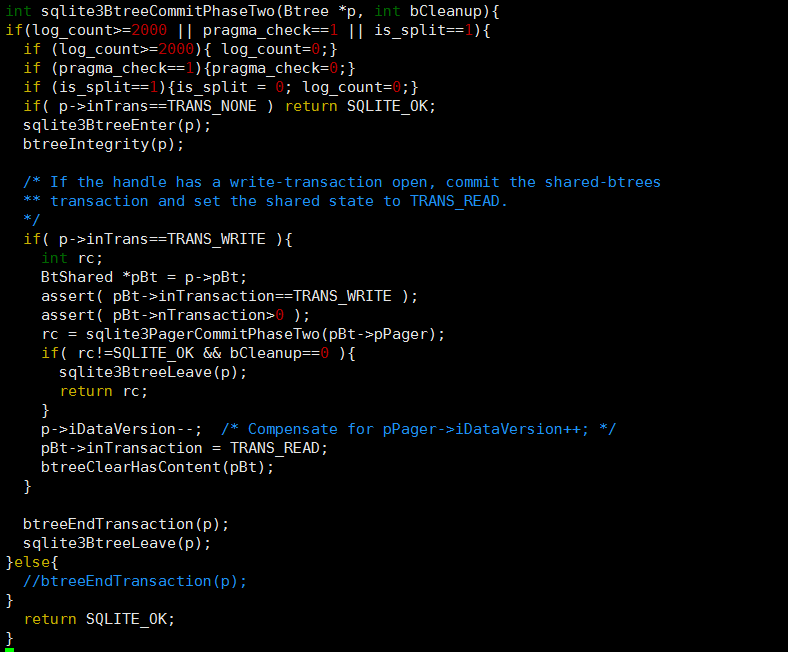 int sqlite3BtreeCommitPhaseTwo(Btree *p, int bCleanup){
if(log_count>=2000 || pragma_check==1 || is_split==1){
  if (log_count>=2000){ log_count=0;}
  if (pragma_check==1){pragma_check=0;}
  if (is_split==1){is_split = 0; log_count=0;}
  if( p->inTrans==TRANS_NONE ) return SQLITE_OK;
  sqlite3BtreeEnter(p);
  btreeIntegrity(p);

  /* If the handle has a write-transaction open, commit the shared-btrees
  ** transaction and set the shared state to TRANS_READ.
  */
  if( p->inTrans==TRANS_WRITE ){
    int rc;
    BtShared *pBt = p->pBt;
    assert( pBt->inTransaction==TRANS_WRITE );
    assert( pBt->nTransaction>0 );
    rc = sqlite3PagerCommitPhaseTwo(pBt->pPager);
    if( rc!=SQLITE_OK && bCleanup==0 ){
      sqlite3BtreeLeave(p);
      return rc;
    }
    p->iDataVersion--;  /* Compensate for pPager->iDataVersion++; */
    pBt->inTransaction = TRANS_READ;
    btreeClearHasContent(pBt);
  }

  btreeEndTransaction(p);
  sqlite3BtreeLeave(p);
}else{
  //btreeEndTransaction(p);
}
  return SQLITE_OK;
}